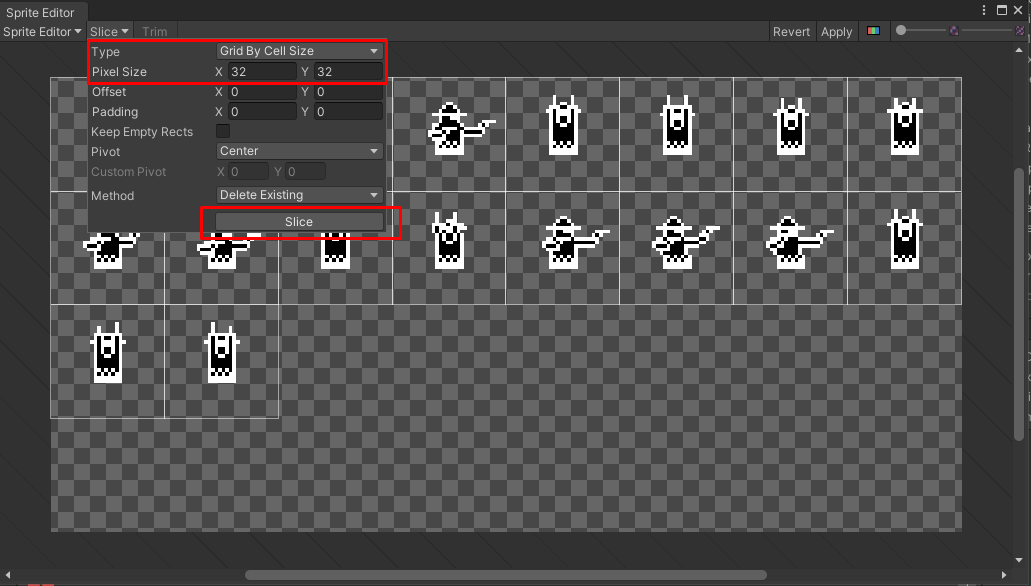 Sprite Editor
Sprite Editor Slice Trim Revert Apply
Type Grid By Cell Size
Pixel Size X 32 Y 32
Offset X 0 Y 0
Padding X 0 Y 0
Keep Empty Rects
Pivot Center
Custom Pivot X 0 Y 0
Method Delete Existing
Slice